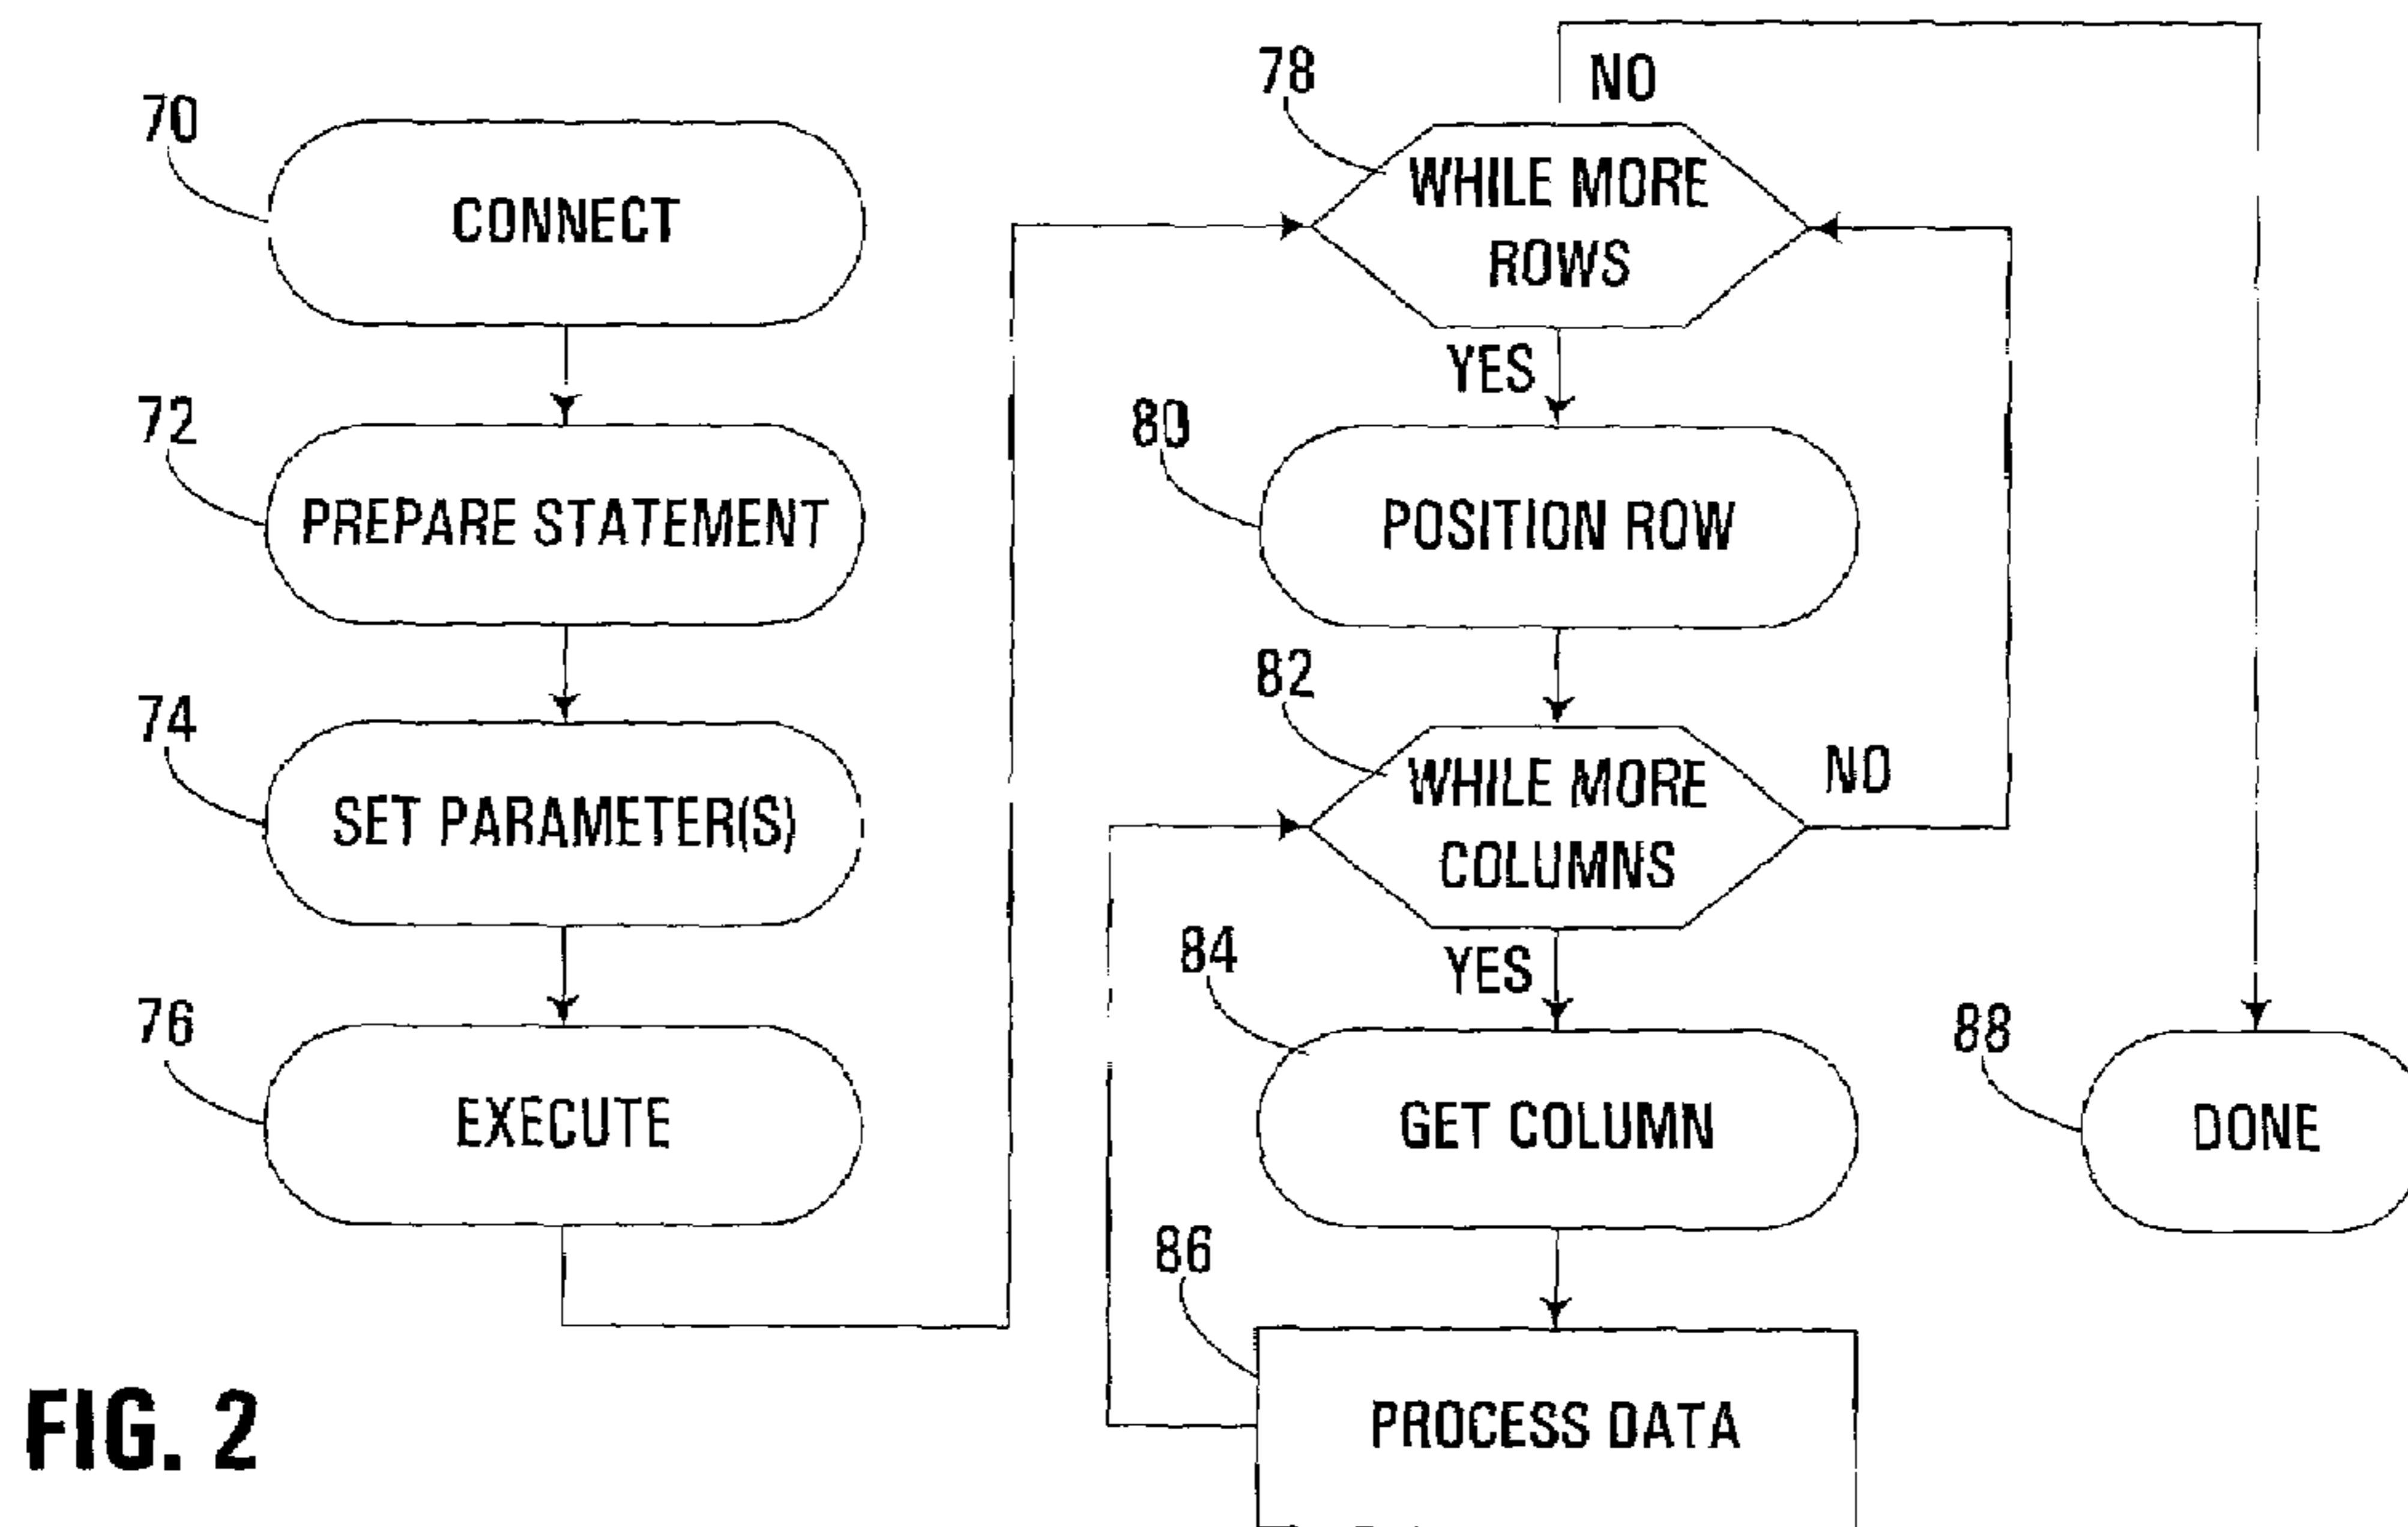 70
CONNECT
72
PREPARE STATEMENT
74
SET PARAMETER(S)
76
EXECUTE
78
NO
WHILE MORE
ROWS
YES
80
POSITION ROW
82
WHILE MORE
COLUMNS
NO
YES
84
GET COLUMN
86
PROCESS DATA
88
DONE
FIG. 2